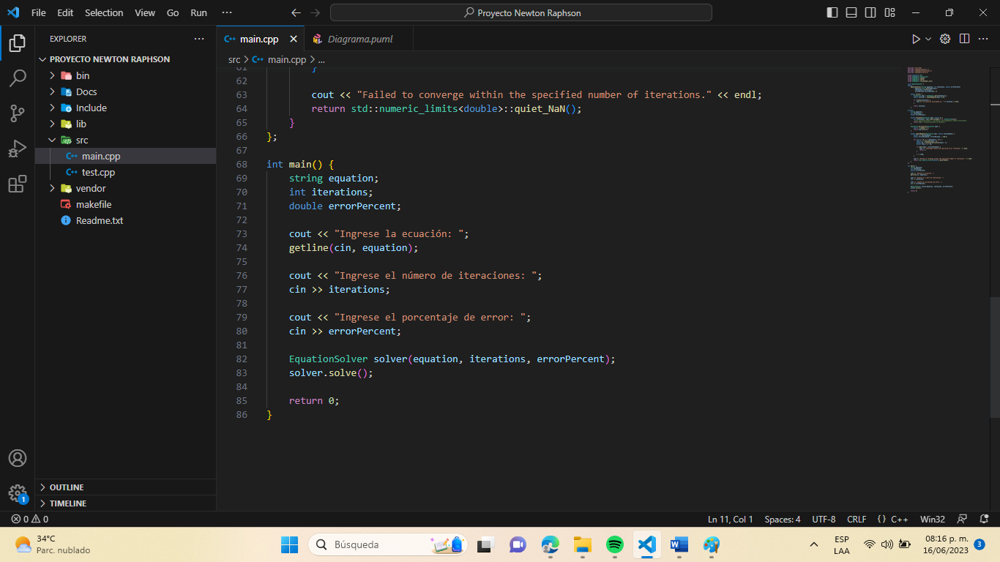 File Edit Selection View Go Run ···
Proyecto Newton Raphson
EXPLORER
PROYECTO NEWTON RAPHSON
bin
Docs
Include
lib
src
C++ main.cpp
C++ test.cpp
vendor
makefile
Readme.txt
OUTLINE
TIMELINE
C++ main.cpp
Diagrama.puml
src > C++ main.cpp > ...
61 }
62
63 cout << "Failed to converge within the specified number of iterations." << endl;
64 return std::numeric_limits<double>::quiet_NaN();
65 }
66 };
67
68 int main() {
69 string equation;
70 int iterations;
71 double errorPercent;
72
73 cout << "Ingrese la ecuación: ";
74 getline(cin, equation);
75
76 cout << "Ingrese el número de iteraciones: ";
77 cin >> iterations;
78
79 cout << "Ingrese el porcentaje de error: ";
80 cin >> errorPercent;
81
82 EquationSolver solver(equation, iterations, errorPercent);
83 solver.solve();
84
85 return 0;
86 }
1
0 0
Ln 11, Col 1 Spaces: 4 UTF-8 CRLF {} C++ Win32
34°C
Parc. nublado
Búsqueda
ESP
LAA
08:16 p. m.
16/06/2023
3